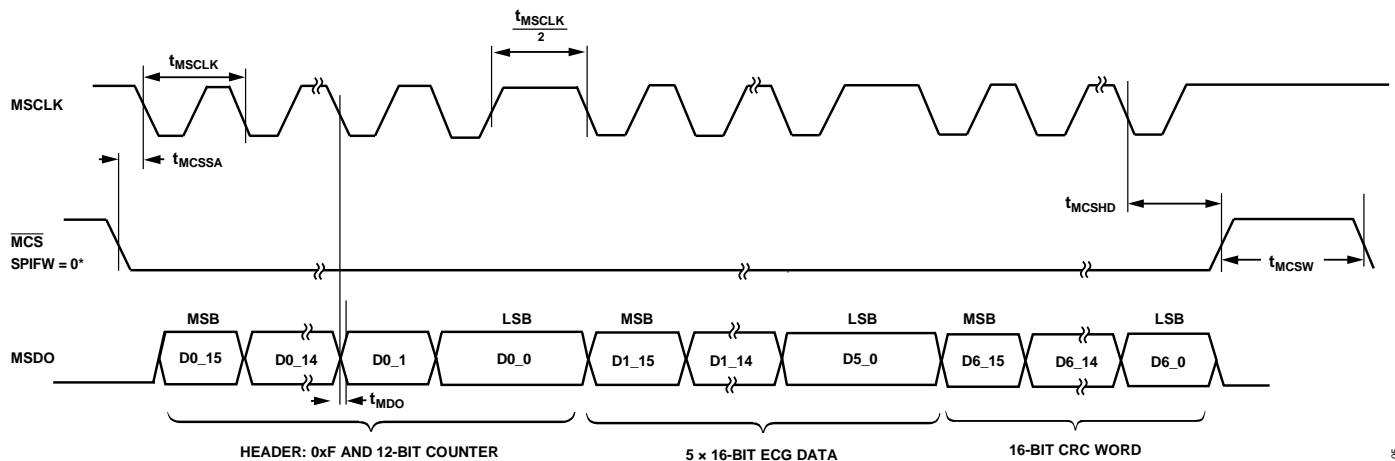 tMSCLK
tMSCLK
2
MSCLK
tMCSSA
tMCSHD
MCS
SPIFW = 0*
tMCSW
MSB
LSB
MSB
LSB
MSB
LSB
MSDO
D0_15
D0_14
D0_1
D0_0
D1_15
D1_14
D5_0
D6_15
D6_14
D6_0
tMDO
HEADER: 0xF AND 12-BIT COUNTER
5 × 16-BIT ECG DATA
16-BIT CRC WORD